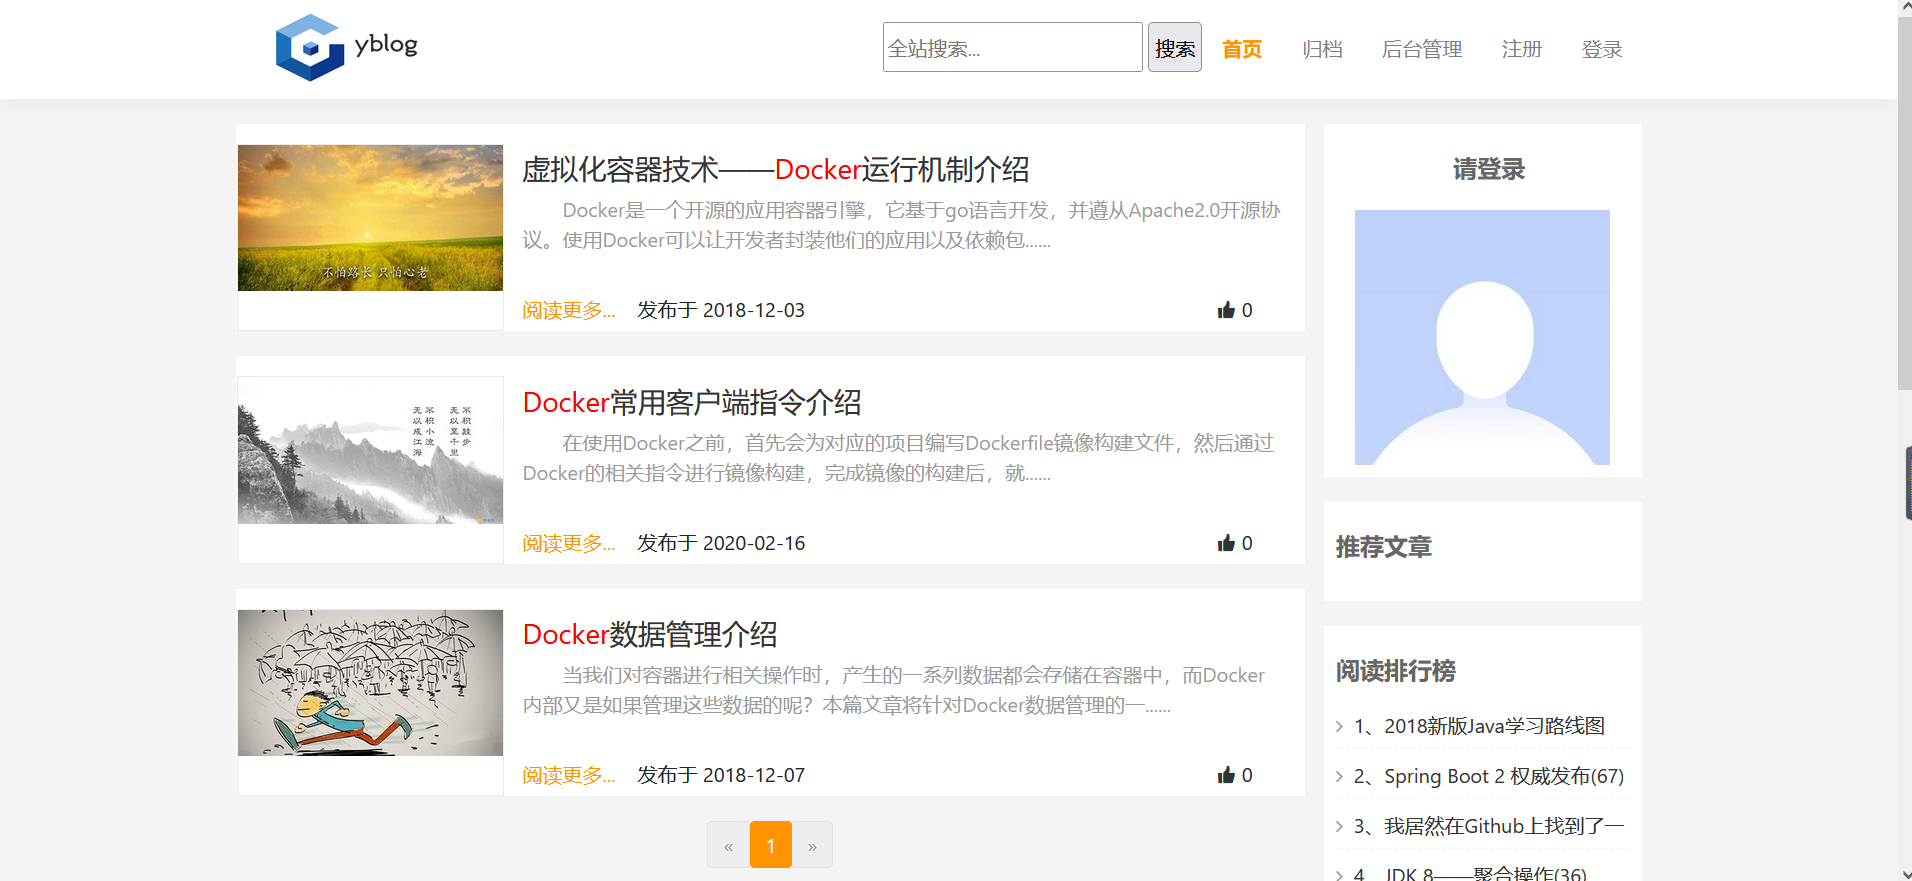 yblog
全站搜索...
搜索
首页
归档
后台管理
注册
登录
虚拟化容器技术——Docker运行机制介绍
Docker是一个开源的应用容器引擎，它基于go语言开发，并遵从Apache2.0开源协
议。使用Docker可以让开发者封装他们的应用以及依赖包......
阅读更多...
发布于 2018-12-03
0
不怕路长 只怕心老
Docker常用客户端指令介绍
在使用Docker之前，首先会为对应的项目编写Dockerfile镜像构建文件，然后通过
Docker的相关指令进行镜像构建，完成镜像的构建后，就......
阅读更多...
发布于 2020-02-16
0
不积跬步
无以至千里
不积小流
无以成江海
Docker数据管理介绍
当我们对容器进行相关操作时，产生的一系列数据都会存储在容器中，而Docker
内部又是如果管理这些数据的呢？本篇文章将针对Docker数据管理的一......
阅读更多...
发布于 2018-12-07
0
«
1
»
请登录
推荐文章
阅读排行榜
1、2018新版Java学习路线图
2、Spring Boot 2 权威发布(67)
3、我居然在Github上找到了一
4、JDK 8——聚合操作(36)